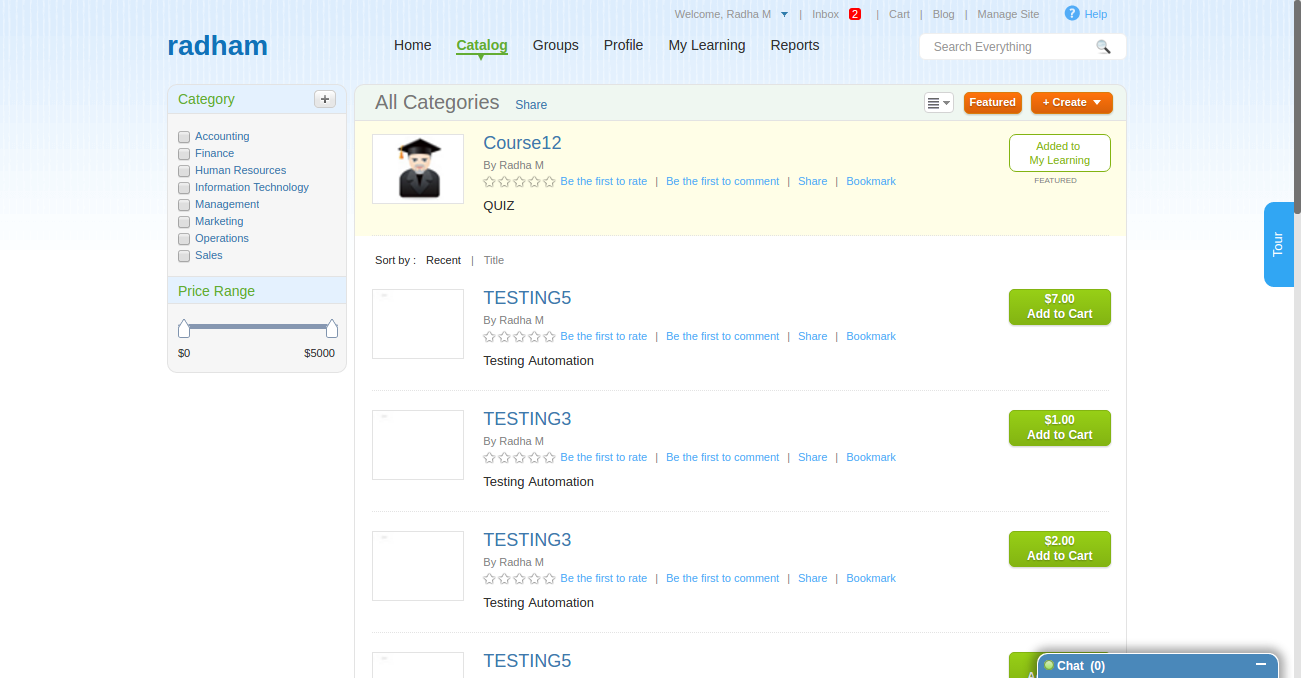 Welcome, Radha M | Inbox 2 | Cart | Blog | Manage Site ? Help
radham
Home Catalog Groups Profile My Learning Reports
Search Everything
Category +
Accounting
Finance
Human Resources
Information Technology
Management
Marketing
Operations
Sales
Price Range
$0 $5000
All Categories Share Featured + Create
Course12
By Radha M
Be the first to rate | Be the first to comment | Share | Bookmark
QUIZ
Added to
My Learning
FEATURED
Tour
Sort by : Recent | Title
TESTING5
By Radha M
Be the first to rate | Be the first to comment | Share | Bookmark
Testing Automation
$7.00
Add to Cart
TESTING3
By Radha M
Be the first to rate | Be the first to comment | Share | Bookmark
Testing Automation
$1.00
Add to Cart
TESTING3
By Radha M
Be the first to rate | Be the first to comment | Share | Bookmark
Testing Automation
$2.00
Add to Cart
TESTING5
Chat (0)